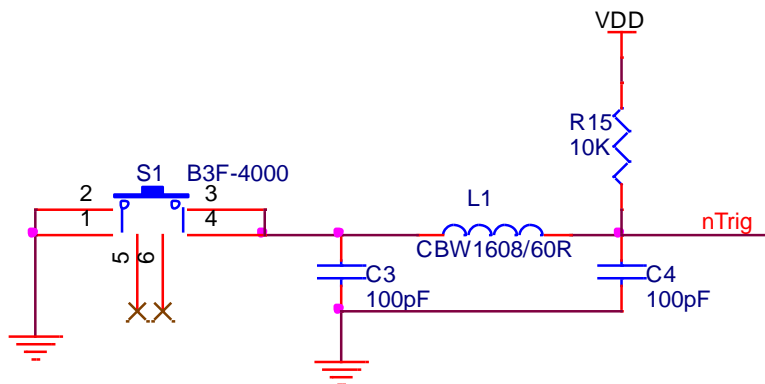 VDD
R15
10K
S1 B3F-4000
2 3
1 4
L1
nTrig
CBW1608/60R
5 6
C3
100pF
C4
100pF